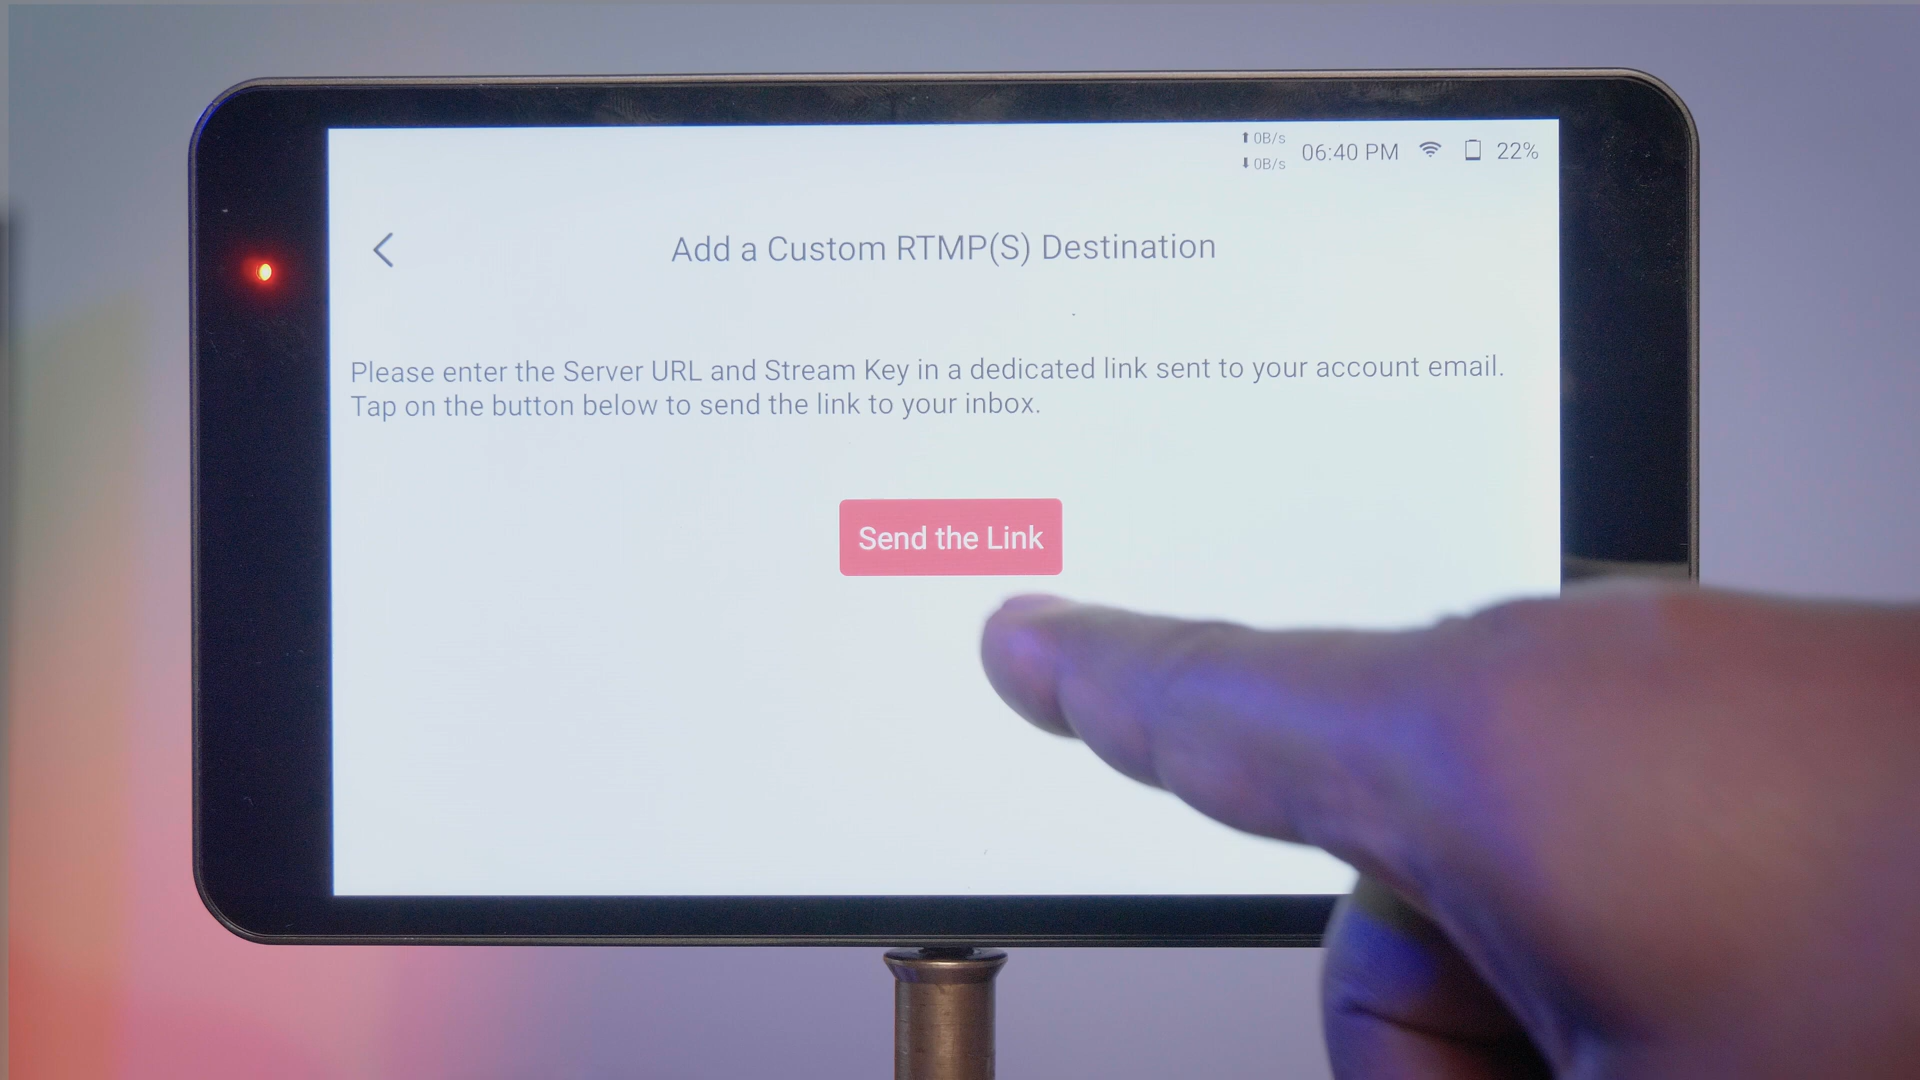 ⬆ 0B/s
⬇ 0B/s
06:40 PM 22%
Add a Custom RTMP(S) Destination
Please enter the Server URL and Stream Key in a dedicated link sent to your account email.
Tap on the button below to send the link to your inbox.
Send the Link